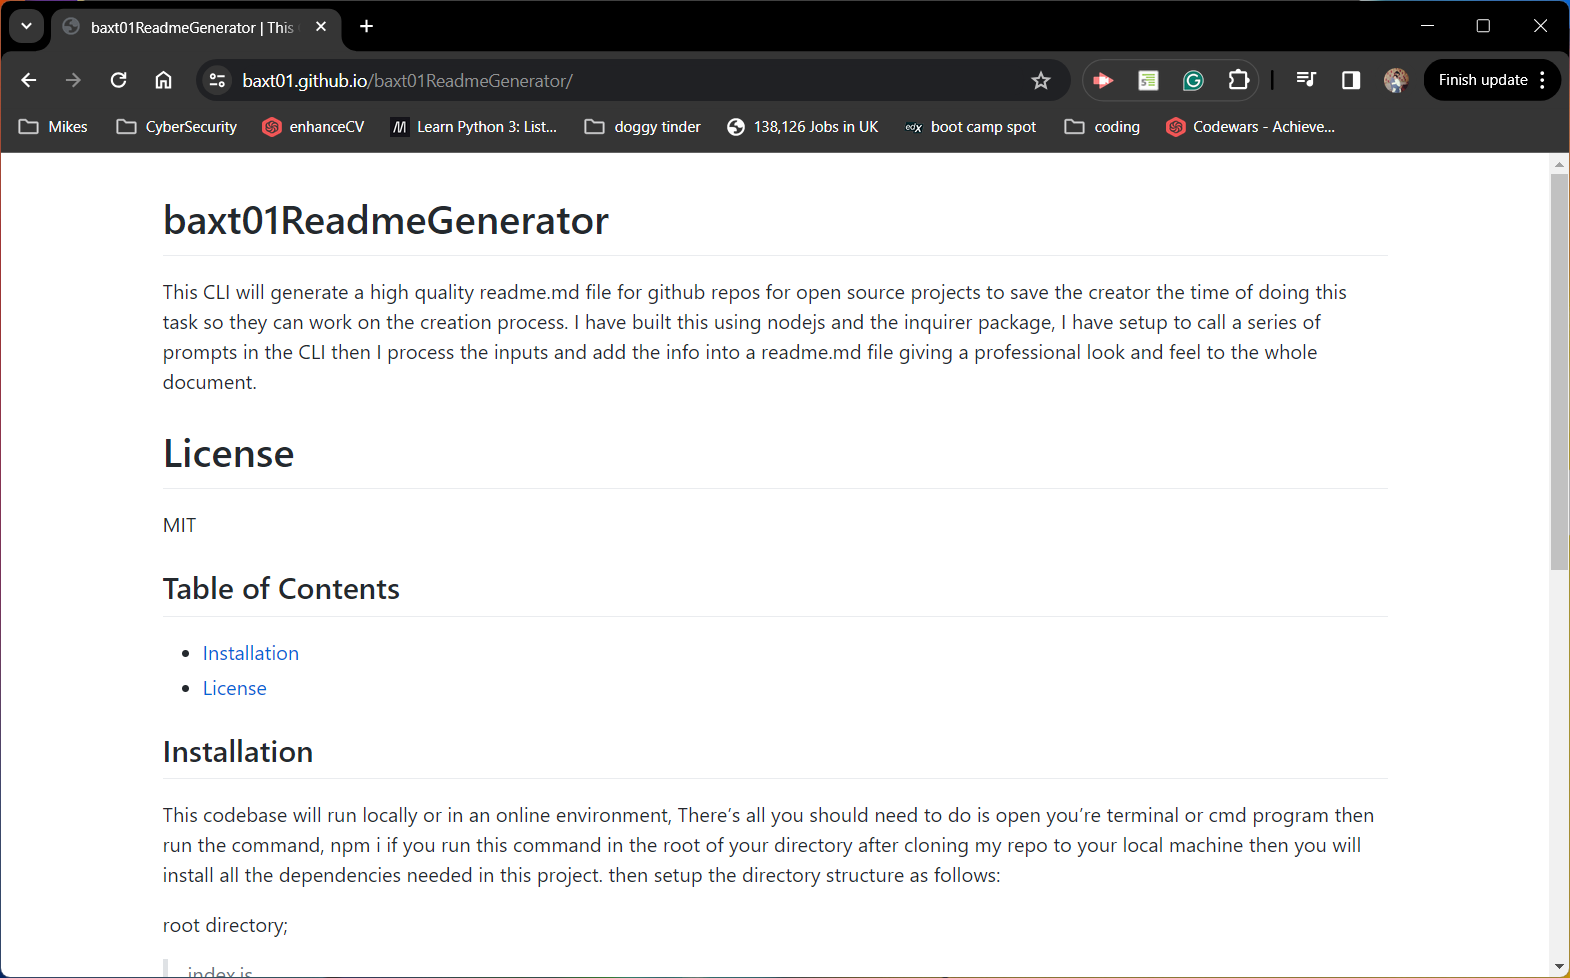 baxt01ReadmeGenerator | This
Finish update
baxt01.github.io/baxt01ReadmeGenerator/
Mikes
CyberSecurity
enhanceCV
Learn Python 3: List...
doggy tinder
138,126 Jobs in UK
edX
boot camp spot
coding
Codewars - Achieve...
baxt01ReadmeGenerator
This CLI will generate a high quality readme.md file for github repos for open source projects to save the creator the time of doing this
task so they can work on the creation process. I have built this using nodejs and the inquirer package, I have setup to call a series of
prompts in the CLI then I process the inputs and add the info into a readme.md file giving a professional look and feel to the whole
document.
License
MIT
Table of Contents
• Installation
• License
Installation
This codebase will run locally or in an online environment, There’s all you should need to do is open you’re terminal or cmd program then
run the command, npm i if you run this command in the root of your directory after cloning my repo to your local machine then you will
install all the dependencies needed in this project. then setup the directory structure as follows:
root directory;
index.js